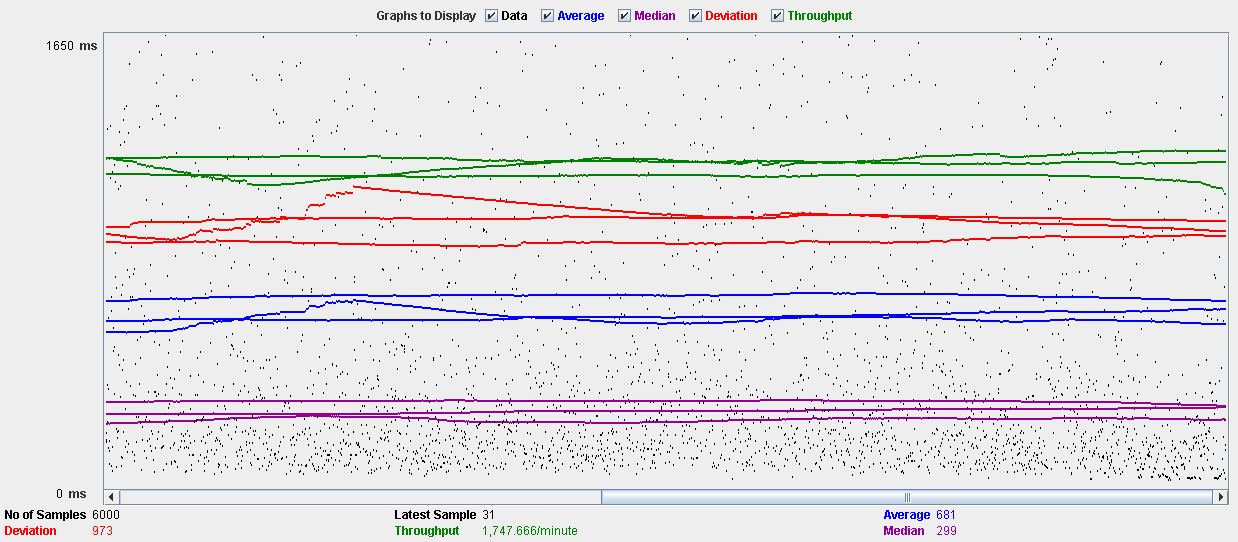 Graphs to Display Data Average Median Deviation Throughput
1650 ms
0 ms
No of Samples 6000 Latest Sample 31 Average 681
Deviation 973 Throughput 1,747.666/minute Median 299